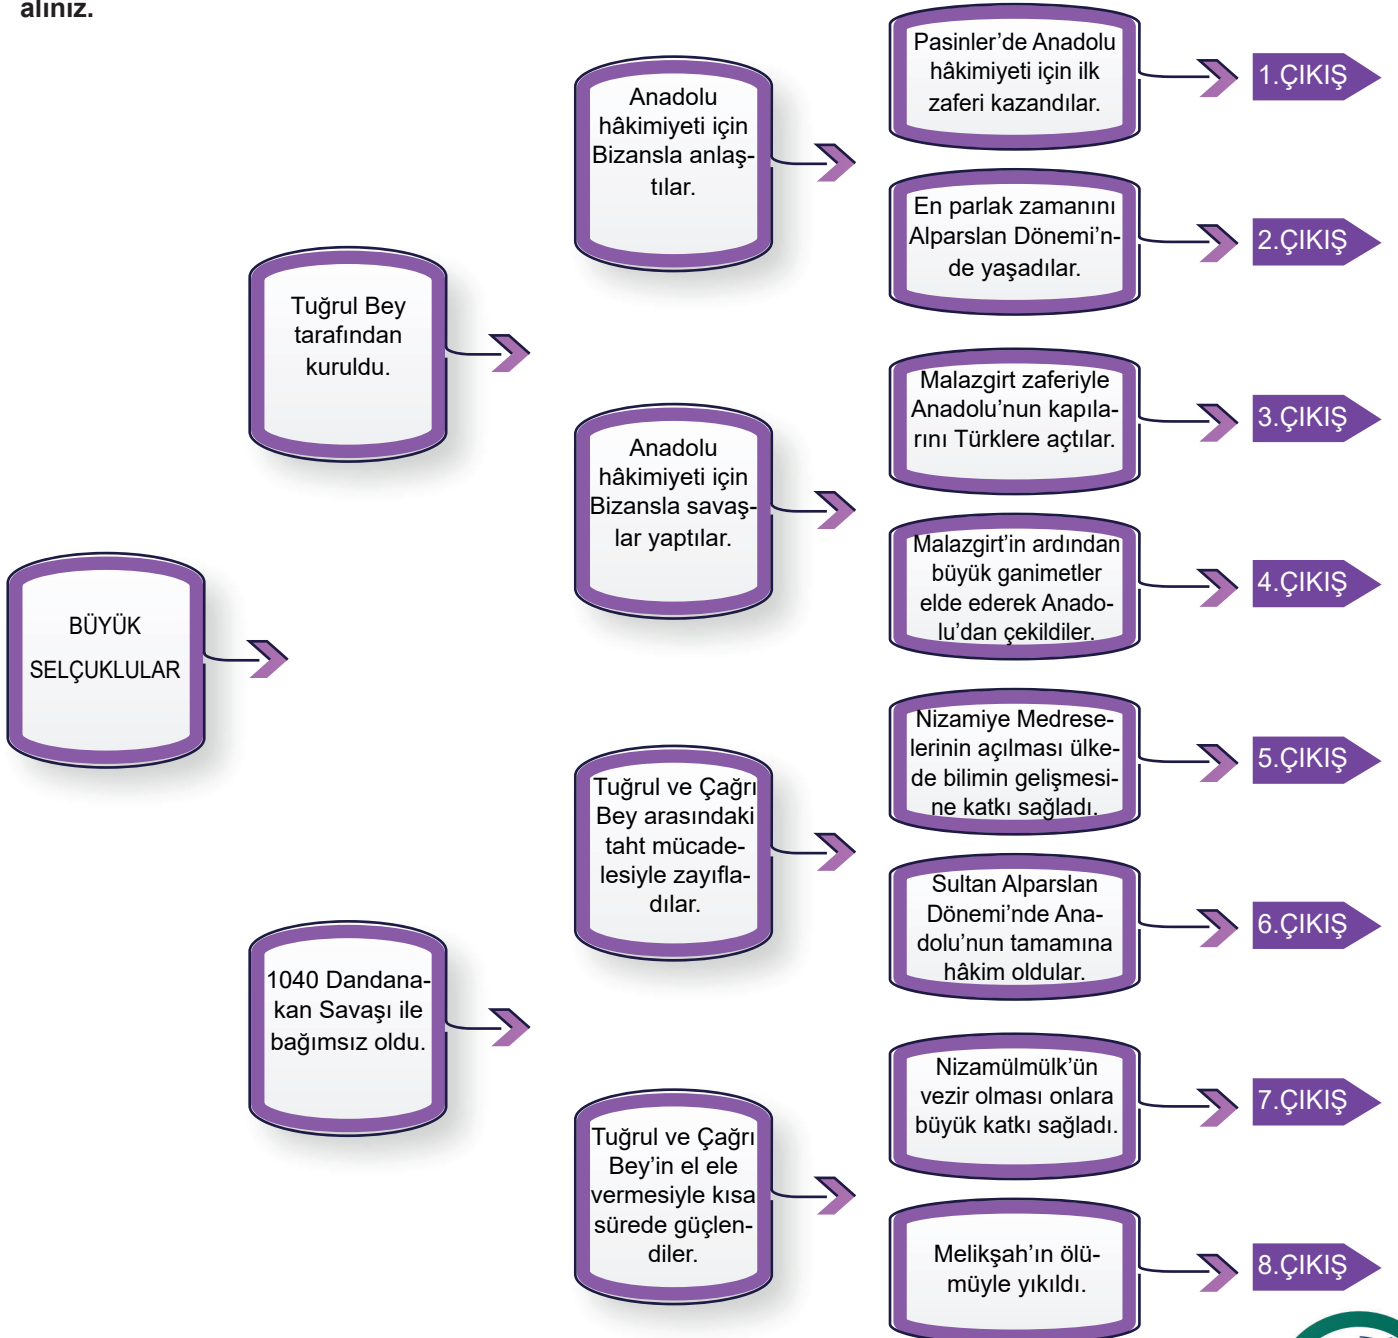 alınız.
BÜYÜK
SELÇUKLULAR
Tuğrul Bey
tarafından
kuruldu.
1040 Dandana-
kan Savaşı ile
bağımsız oldu.
Anadolu
hâkimiyeti için
Bizansla anlaş-
tılar.
Anadolu
hâkimiyeti için
Bizansla savaş-
lar yaptılar.
Tuğrul ve Çağrı
Bey arasındaki
taht mücade-
lesiyle zayıfla-
dılar.
Tuğrul ve Çağrı
Bey’in el ele
vermesiyle kısa
sürede güçlen-
diler.
Pasinler’de Anadolu
hâkimiyeti için ilk
zaferi kazandılar.
1.ÇIKIŞ
En parlak zamanını
Alparslan Dönemi’n-
de yaşadılar.
2.ÇIKIŞ
Malazgirt zaferiyle
Anadolu’nun kapıla-
rını Türklere açtılar.
3.ÇIKIŞ
Malazgirt’in ardından
büyük ganimetler
elde ederek Anado-
lu’dan çekildiler.
4.ÇIKIŞ
Nizamiye Medrese-
lerinin açılması ülke-
de bilimin gelişmesi-
ne katkı sağladı.
5.ÇIKIŞ
Sultan Alparslan
Dönemi’nde Ana-
dolu’nun tamamına
hâkim oldular.
6.ÇIKIŞ
Nizamülmülk’ün
vezir olması onlara
büyük katkı sağladı.
7.ÇIKIŞ
Melikşah’ın ölü-
müyle yıkıldı.
8.ÇIKIŞ